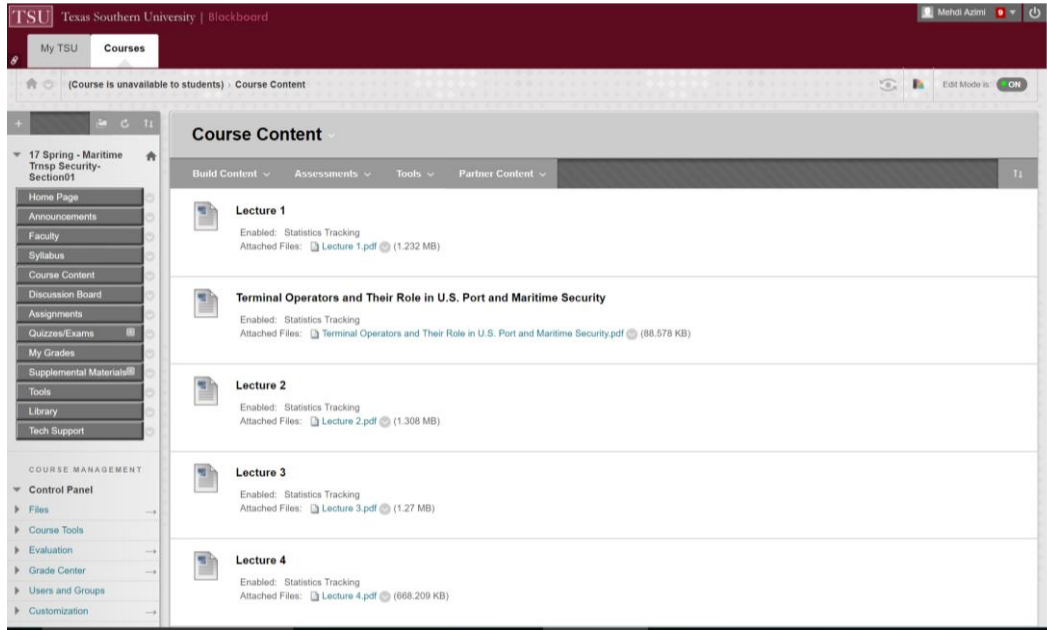 TSU Texas Southern University | Blackboard
Mehdi Azimi 9
My TSU Courses
(Course is unavailable to students) Course Content
Edit Mode is: ON
17 Spring - Maritime
Trnsp Security-
Section01
Home Page
Announcements
Faculty
Syllabus
Course Content
Discussion Board
Assignments
Quizzes/Exams
My Grades
Supplemental Materials
Tools
Library
Tech Support
COURSE MANAGEMENT
Control Panel
Files
Course Tools
Evaluation
Grade Center
Users and Groups
Customization
Course Content
Build Content Assessments Tools Partner Content
Lecture 1
Enabled: Statistics Tracking
Attached Files: Lecture 1.pdf (1.232 MB)
Terminal Operators and Their Role in U.S. Port and Maritime Security
Enabled: Statistics Tracking
Attached Files: Terminal Operators and Their Role in U.S. Port and Maritime Security.pdf (88.578 KB)
Lecture 2
Enabled: Statistics Tracking
Attached Files: Lecture 2.pdf (1.308 MB)
Lecture 3
Enabled: Statistics Tracking
Attached Files: Lecture 3.pdf (1.27 MB)
Lecture 4
Enabled: Statistics Tracking
Attached Files: Lecture 4.pdf (668.209 KB)